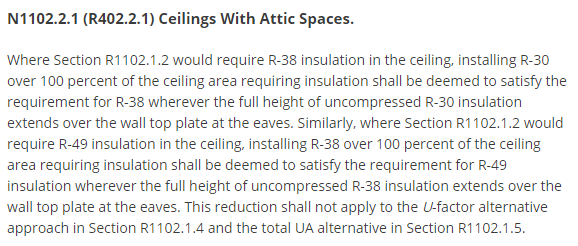 N1102.2.1 (R402.2.1) Ceilings With Attic Spaces.
Where Section R1102.1.2 would require R-38 insulation in the ceiling, installing R-30
over 100 percent of the ceiling area requiring insulation shall be deemed to satisfy the
requirement for R-38 wherever the full height of uncompressed R-30 insulation
extends over the wall top plate at the eaves. Similarly, where Section R1102.1.2 would
require R-49 insulation in the ceiling, installing R-38 over 100 percent of the ceiling
area requiring insulation shall be deemed to satisfy the requirement for R-49
insulation wherever the full height of uncompressed R-38 insulation extends over the
wall top plate at the eaves. This reduction shall not apply to the U-factor alternative
approach in Section R1102.1.4 and the total UA alternative in Section R1102.1.5.